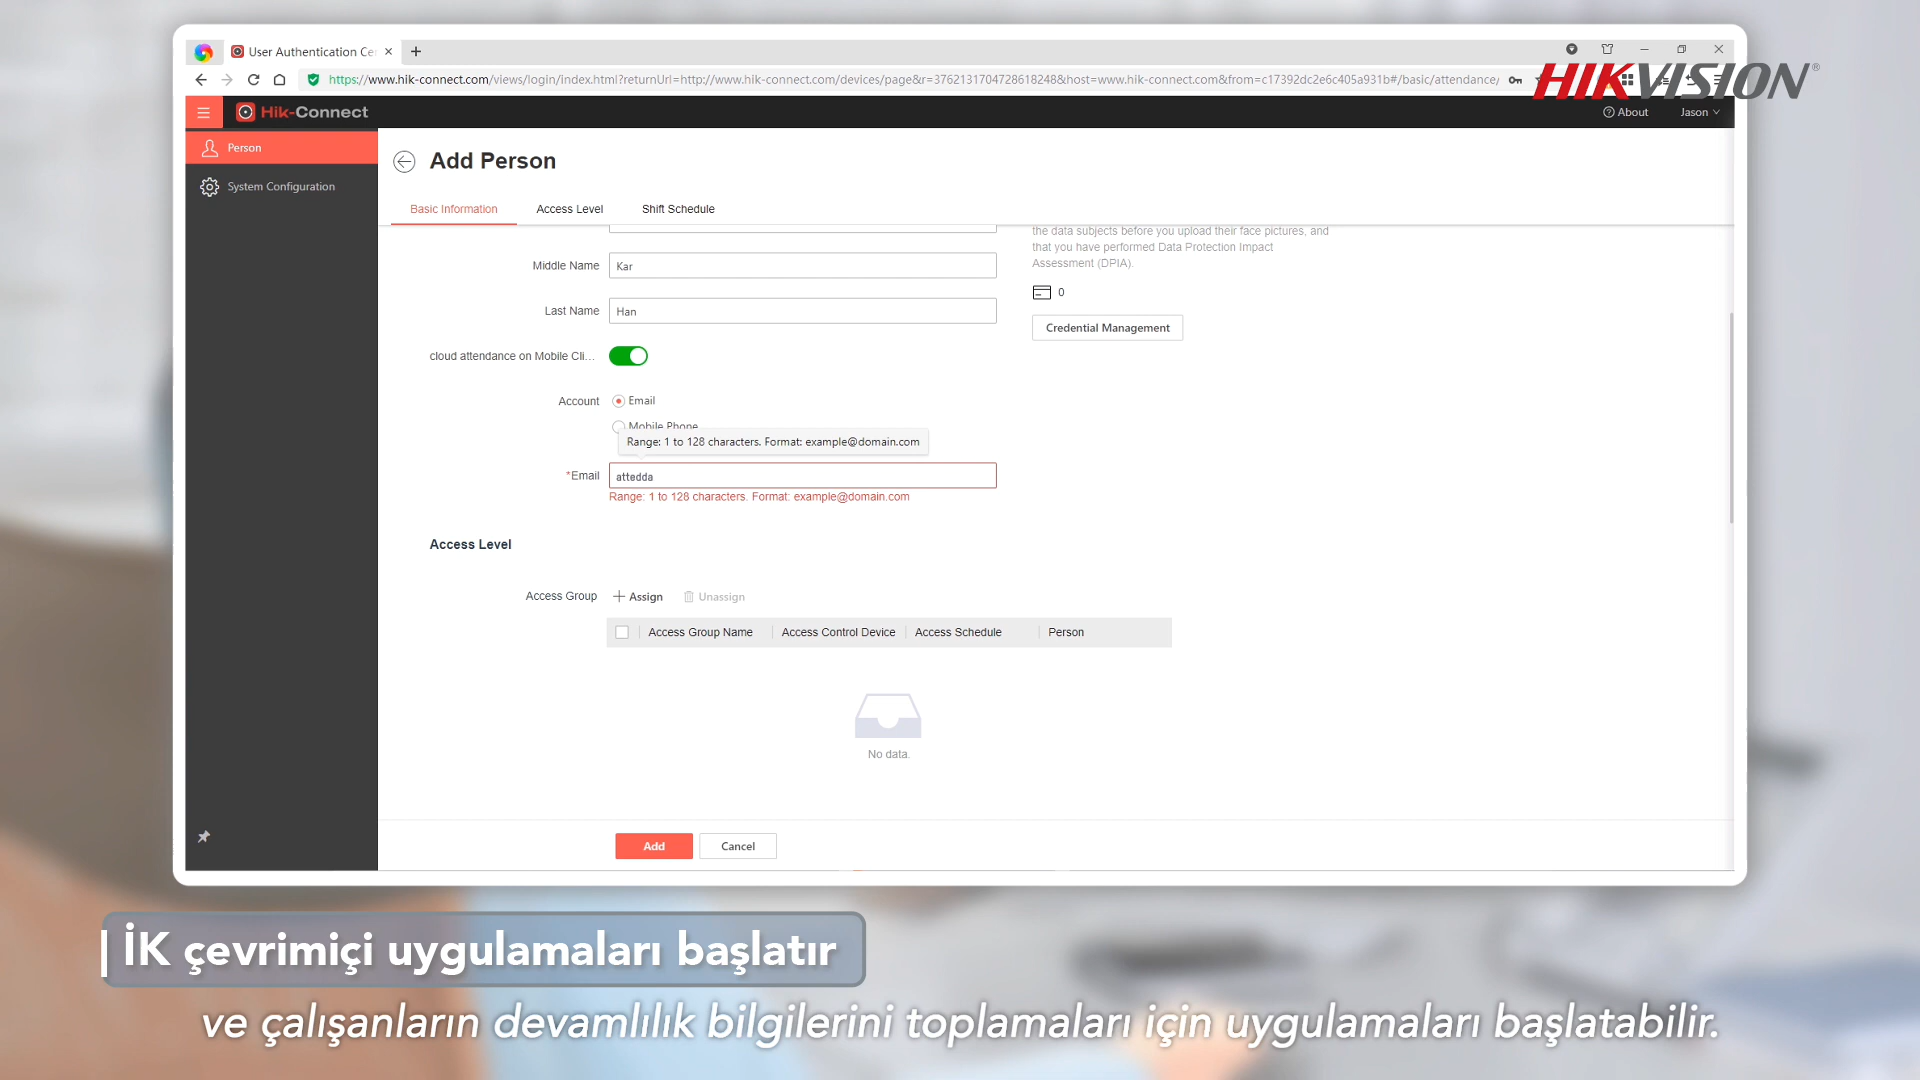 User Authentication Ce
https://www.hik-connect.com/views/login/index.html?returnUrl=http://www.hik-connect.com/devices/page&r=3762131704728618248&host=www.hik-connect.com&from=c17392dc2e6c405a931b#/basic/attendance/
HIKVISION®
Hik-Connect
About
Jason
Person
System Configuration
Add Person
Basic Information
Access Level
Shift Schedule
the data subjects before you upload their face pictures, and
that you have performed Data Protection Impact
Assessment (DPIA).
Middle Name
Kar
0
Last Name
Han
Credential Management
cloud attendance on Mobile Cli...
Account
Email
Mobile Phone
Range: 1 to 128 characters. Format: example@domain.com
*Email
attedda
Range: 1 to 128 characters. Format: example@domain.com
Access Level
Access Group
Assign
Unassign
Access Group Name
Access Control Device
Access Schedule
Person
No data.
Add
Cancel
İK çevrimiçi uygulamaları başlatır
ve çalışanların devamlılık bilgilerini toplamaları için uygulamaları başlatabilir.